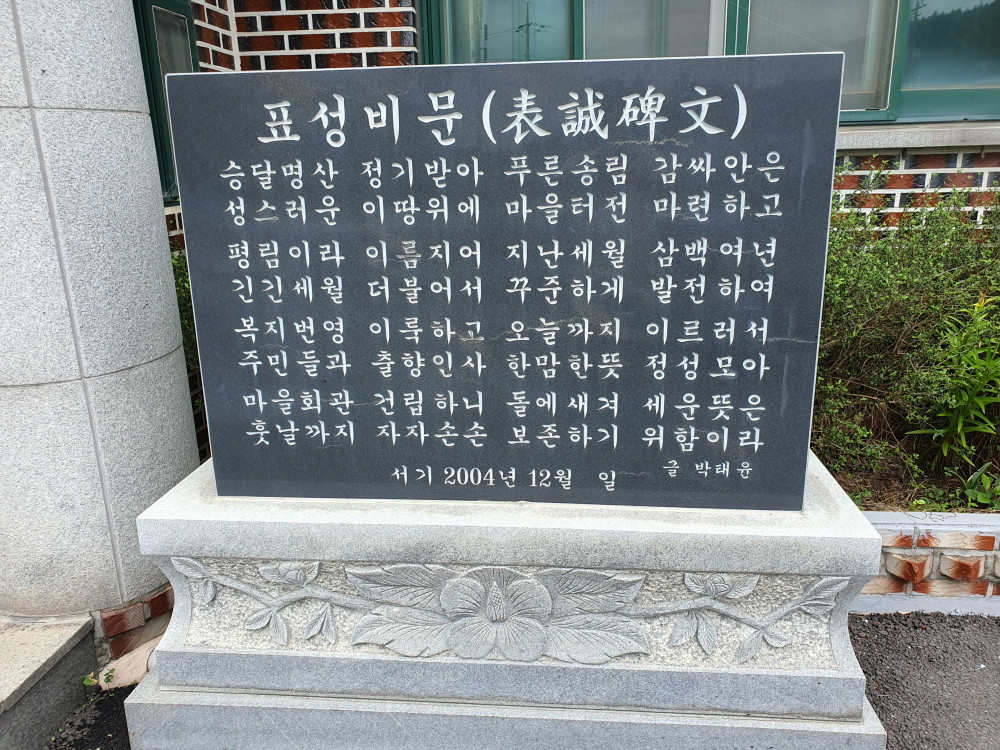 표성비문(表誠碑文)
승달명산 정기받아 푸른송림 감싸안은
성스러운 이땅위에 마을터전 마련하고
평림이라 이름지어 지난세월 삼백여년
긴긴세월 더불어서 꾸준하게 발전하여
복지번영 이룩하고 오늘까지 이르러서
주민들과 출향인사 한맘한뜻 정성모아
마을회관 건립하니 돌에새겨 세운뜻은
훗날까지 자자손손 보존하기 위함이라
서기 2004년 12월 일 글 박태윤